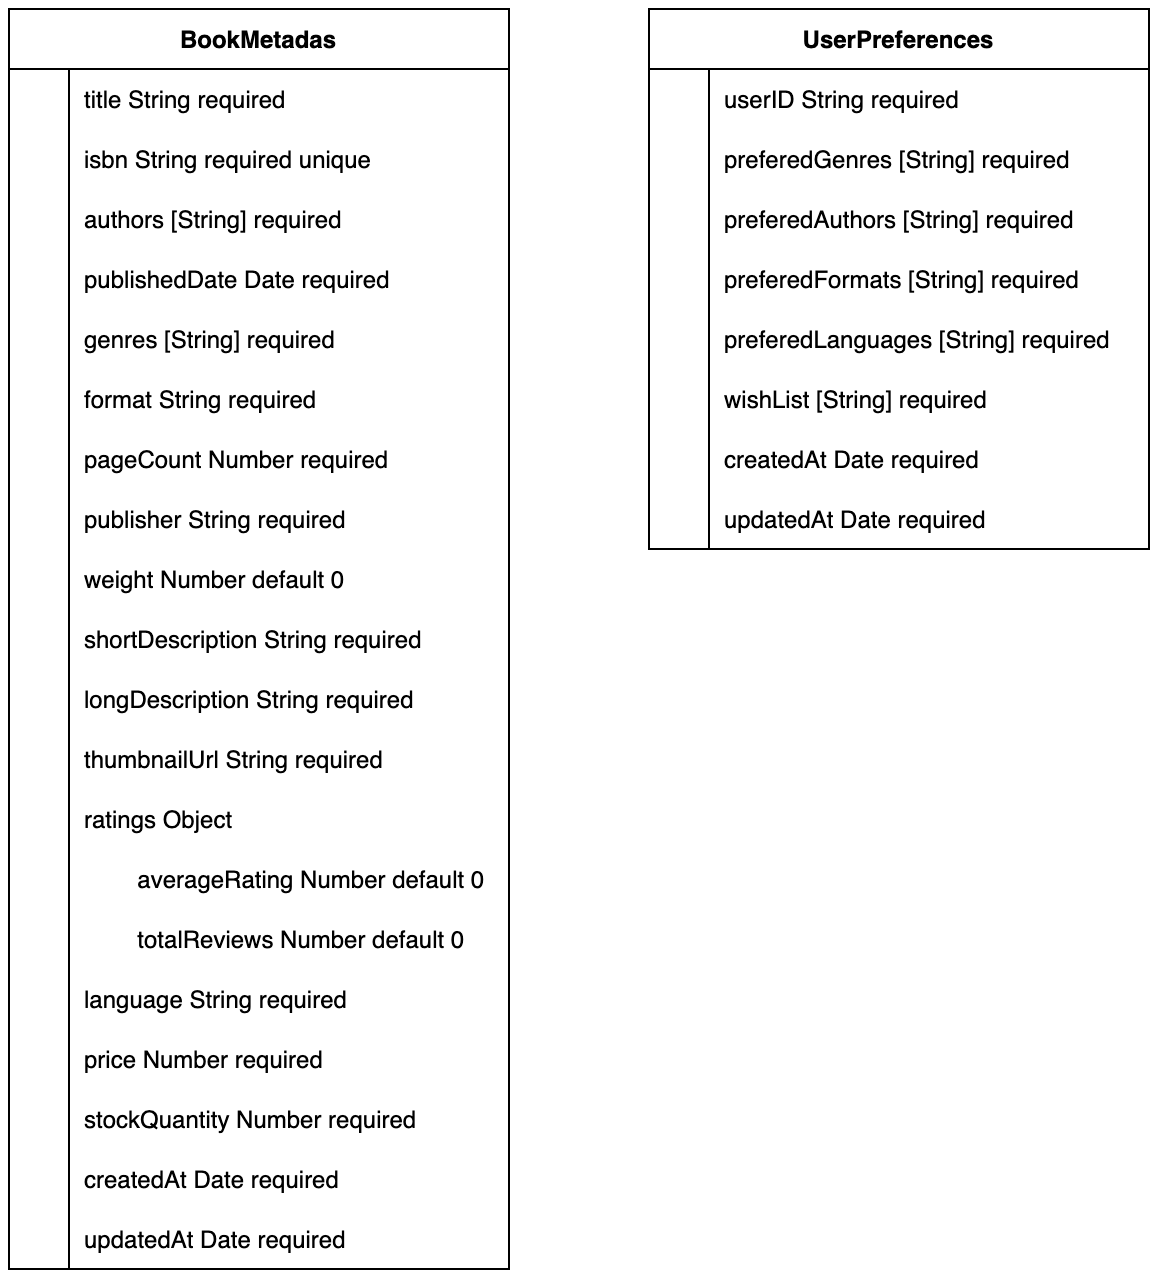 BookMetadas
title String required
isbn String required unique
authors [String] required
publishedDate Date required
genres [String] required
format String required
pageCount Number required
publisher String required
weight Number default 0
shortDescription String required
longDescription String required
thumbnailUrl String required
ratings Object
averageRating Number default 0
totalReviews Number default 0
language String required
price Number required
stockQuantity Number required
createdAt Date required
updatedAt Date required
UserPreferences
userID String required
preferedGenres [String] required
preferedAuthors [String] required
preferedFormats [String] required
preferedLanguages [String] required
wishList [String] required
createdAt Date required
updatedAt Date required